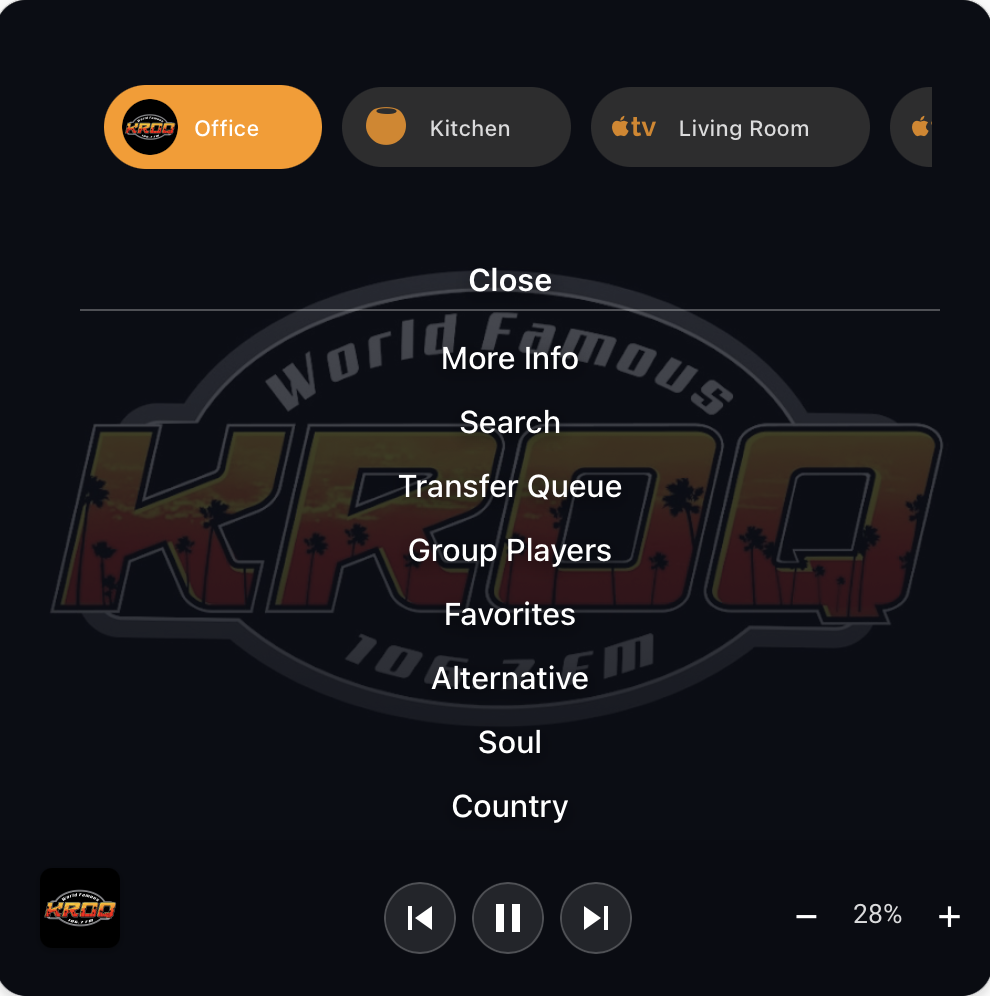 KROQ
Office
Kitchen
tv
Living Room
Close
World Famous
More Info
Search
KROQ
Transfer Queue
Group Players
Favorites
106.7 FM
Alternative
Soul
Country
World Famous
KROQ
106.7 FM
28%